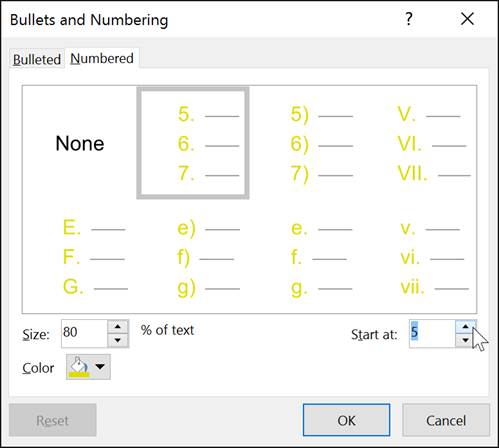 Bullets and Numbering ?
Bulleted Numbered
None
5.
6.
7.
5)
6)
7)
V.
VI.
VII.
E.
F.
G.
e)
f)
g)
e.
f.
g.
v.
vi.
vii.
Size: 80 % of text Start at: 5
Color
Reset OK Cancel